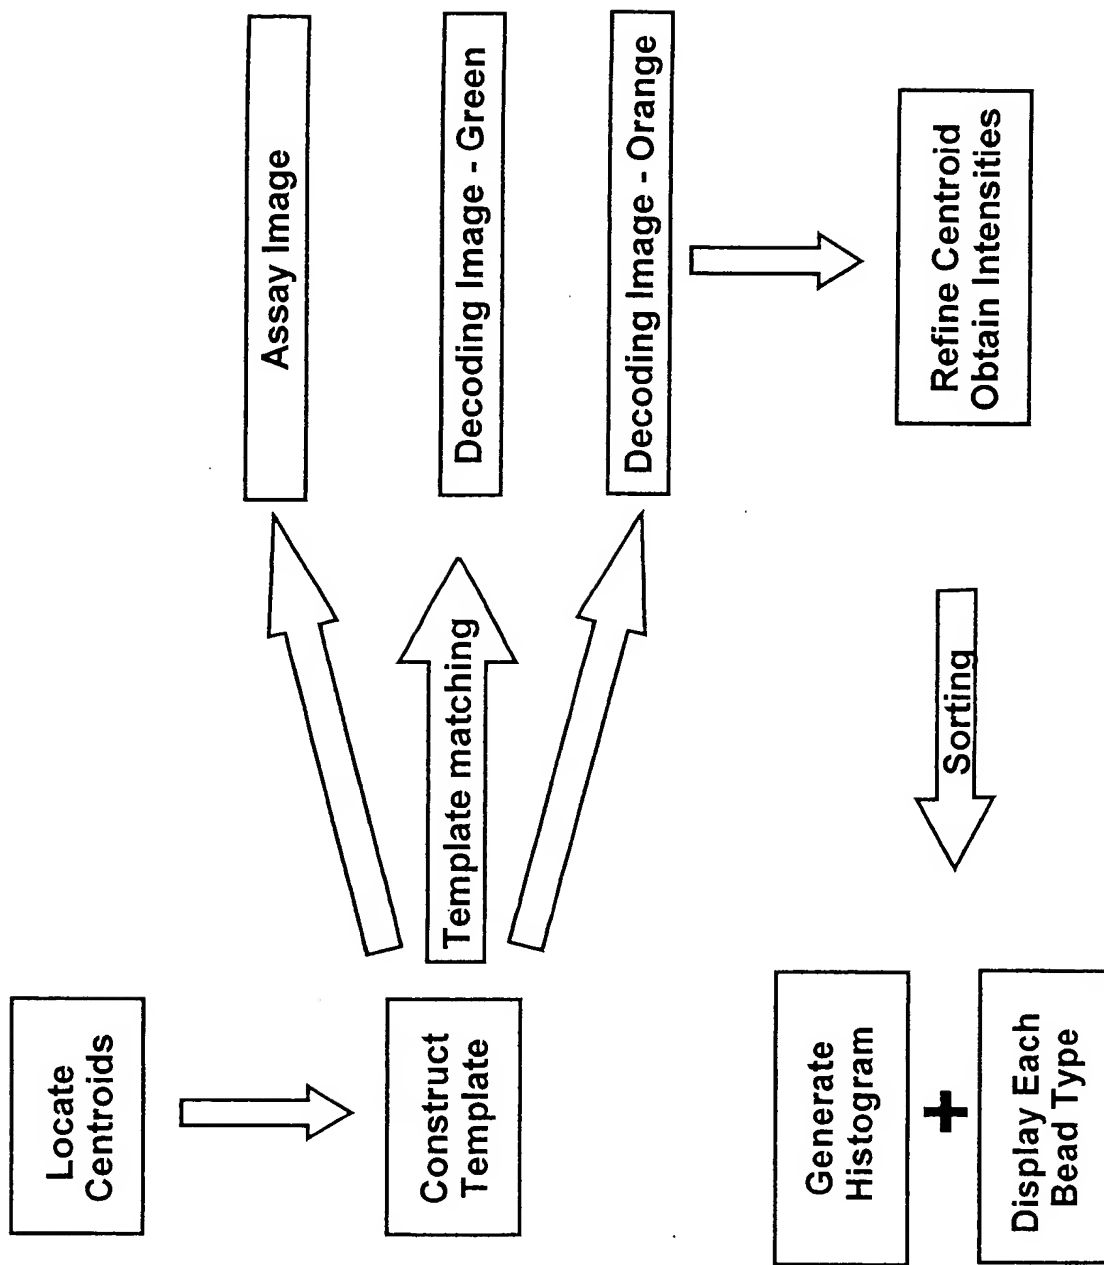 Locate
Centroids
Construct
Template
Template matching
Assay Image
Decoding Image - Green
Decoding Image - Orange
Refine Centroid
Obtain Intensities
Sorting
Generate
Histogram
+
Display Each
Bead Type